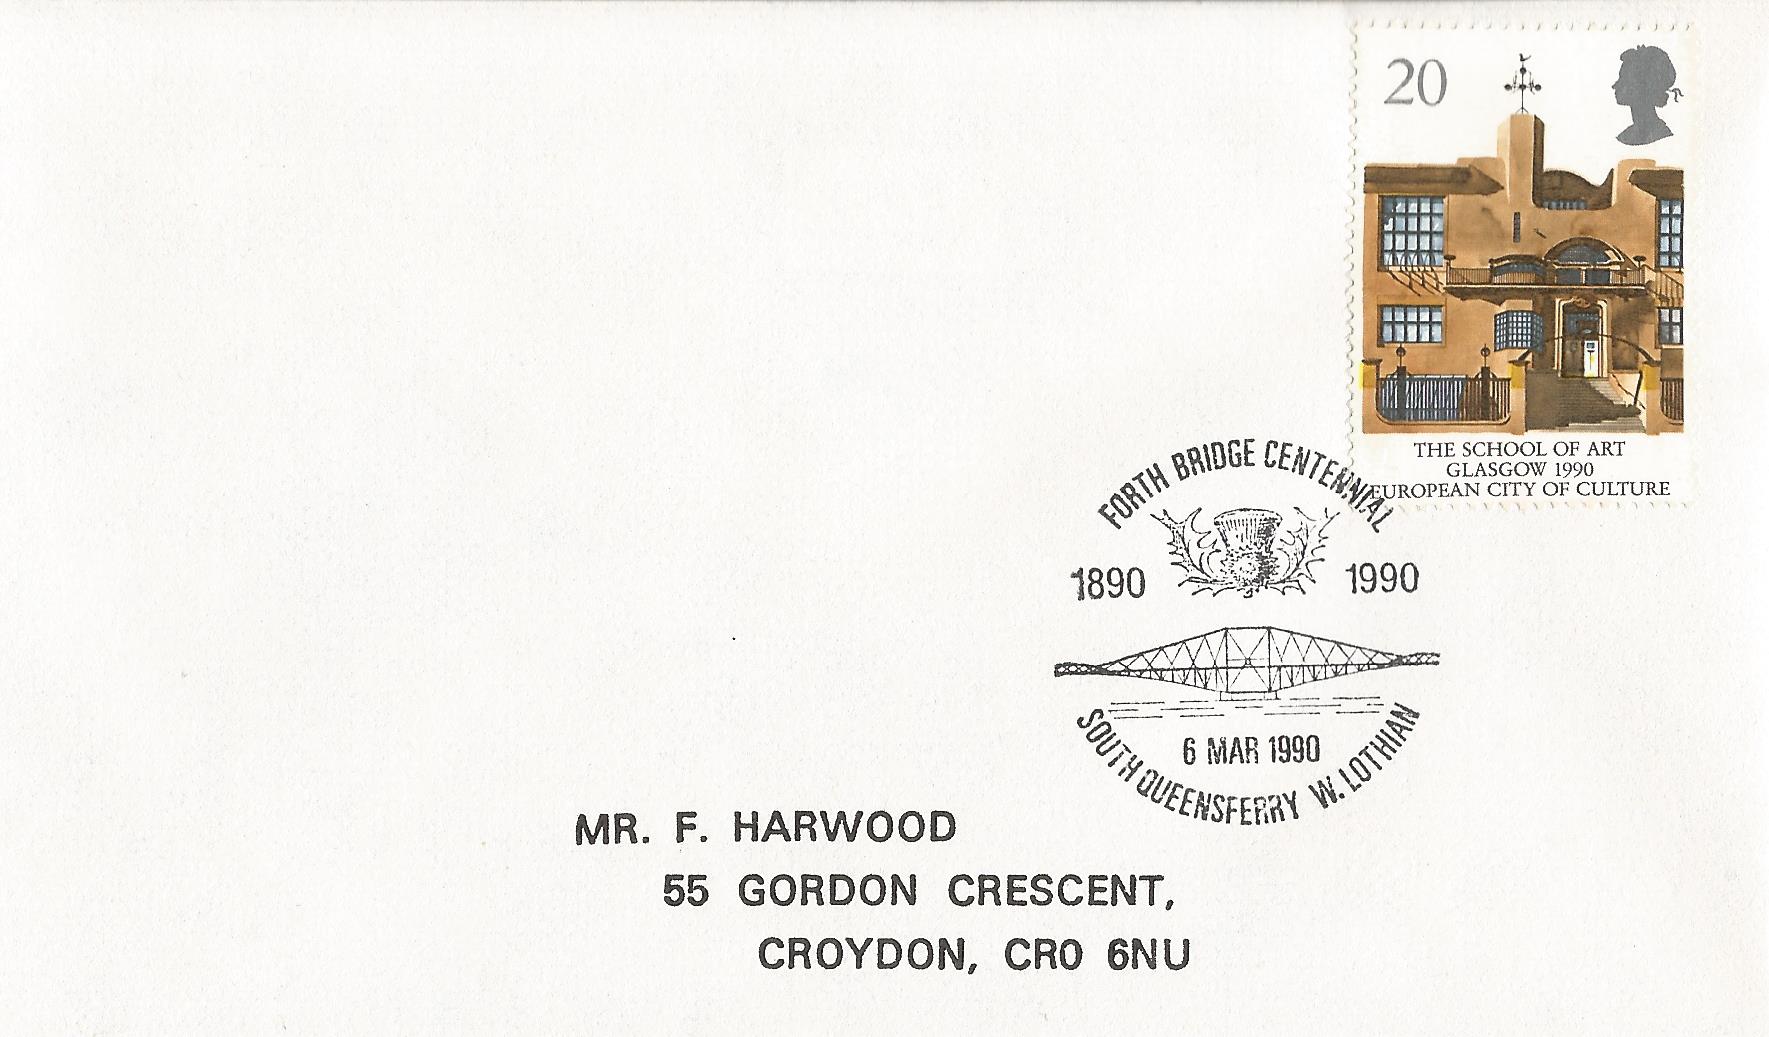 20
THE SCHOOL OF ART
GLASGOW 1990
EUROPEAN CITY OF CULTURE
FORTH BRIDGE CENTENNIAL
1890 1990
6 MAR 1990
SOUTH QUEENSFERRY W. LOTHIAN
MR. F. HARWOOD
55 GORDON CRESCENT,
CROYDON, CR0 6NU